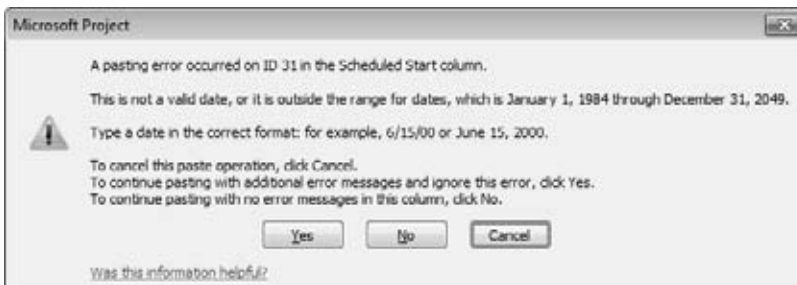 Microsoft Project
A pasting error occurred on ID 31 in the Scheduled Start column.
This is not a valid date, or it is outside the range for dates, which is January 1, 1984 through December 31, 2049.
Type a date in the correct format: for example, 6/15/00 or June 15, 2000.
To cancel this paste operation, click Cancel.
To continue pasting with additional error messages and ignore this error, click Yes.
To continue pasting with no error messages in this column, click No.
Yes No Cancel
Was this information helpful?